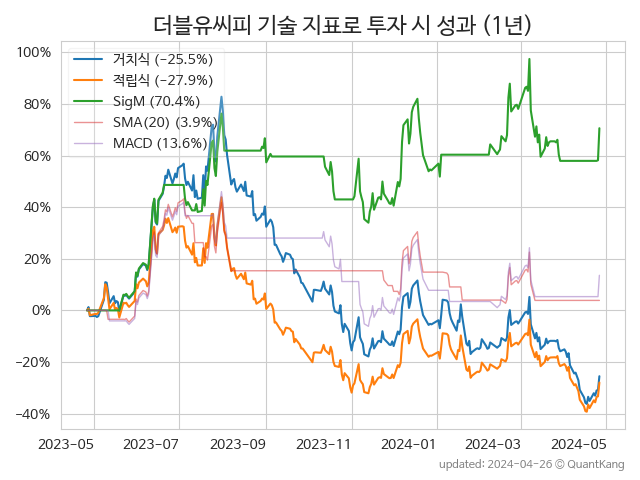 더블유씨피 기술 지표로 투자 시 성과 (1년)
100%
80%
60%
40%
20%
0%
−20%
−40%
거치식 (−25.5%)
적립식 (−27.9%)
SigM (70.4%)
SMA(20) (3.9%)
MACD (13.6%)
2023-05 2023-07 2023-09 2023-11 2024-01 2024-03 2024-05
updated: 2024-04-26 © QuantKang